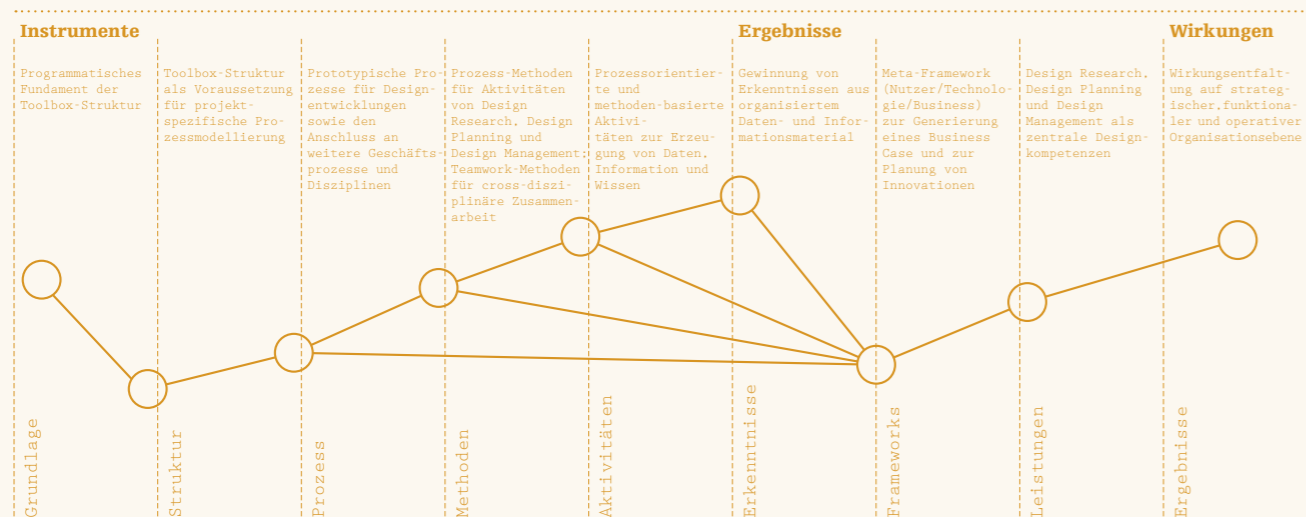 Instrumente
Ergebnisse
Wirkungen
Programmatisches
Fundament der
Toolbox-Struktur
Toolbox-Struktur
als Voraussetzung
für projekt-
spezifische Pro-
zessmodellierung
Prototypische Pro-
zesse für Design-
entwicklungen
sowie den
Anschluss an
weitere Geschäfts-
prozesse und
Disziplinen
Prozess-Methoden
für Aktivitäten
von Design
Research, Design
Planning und
Design Management;
Teamwork-Methoden
für cross-diszi-
plinäre Zusammen-
arbeit
Prozessorientier-
te und
methoden-basierte
Aktivi-
täten zur Erzeu-
gung von Daten,
Information und
Wissen
Gewinnung von
Erkenntnissen aus
organisiertem
Daten- und Infor-
mationsmaterial
Meta-Framework
(Nutzer/Technolo-
gie/Business)
zur Generierung
eines Business
Case und zur
Planung von
Innovationen
Design Research,
Design Planning
und Design
Management als
zentrale Design-
kompetenzen
Wirkungsentfalt-
ung auf strateg-
ischer,funktiona-
ler und operativer
Organisationsebene
Grundlage
Struktur
Prozess
Methoden
Aktivitäten
Erkenntnisse
Frameworks
Leistungen
Ergebnisse